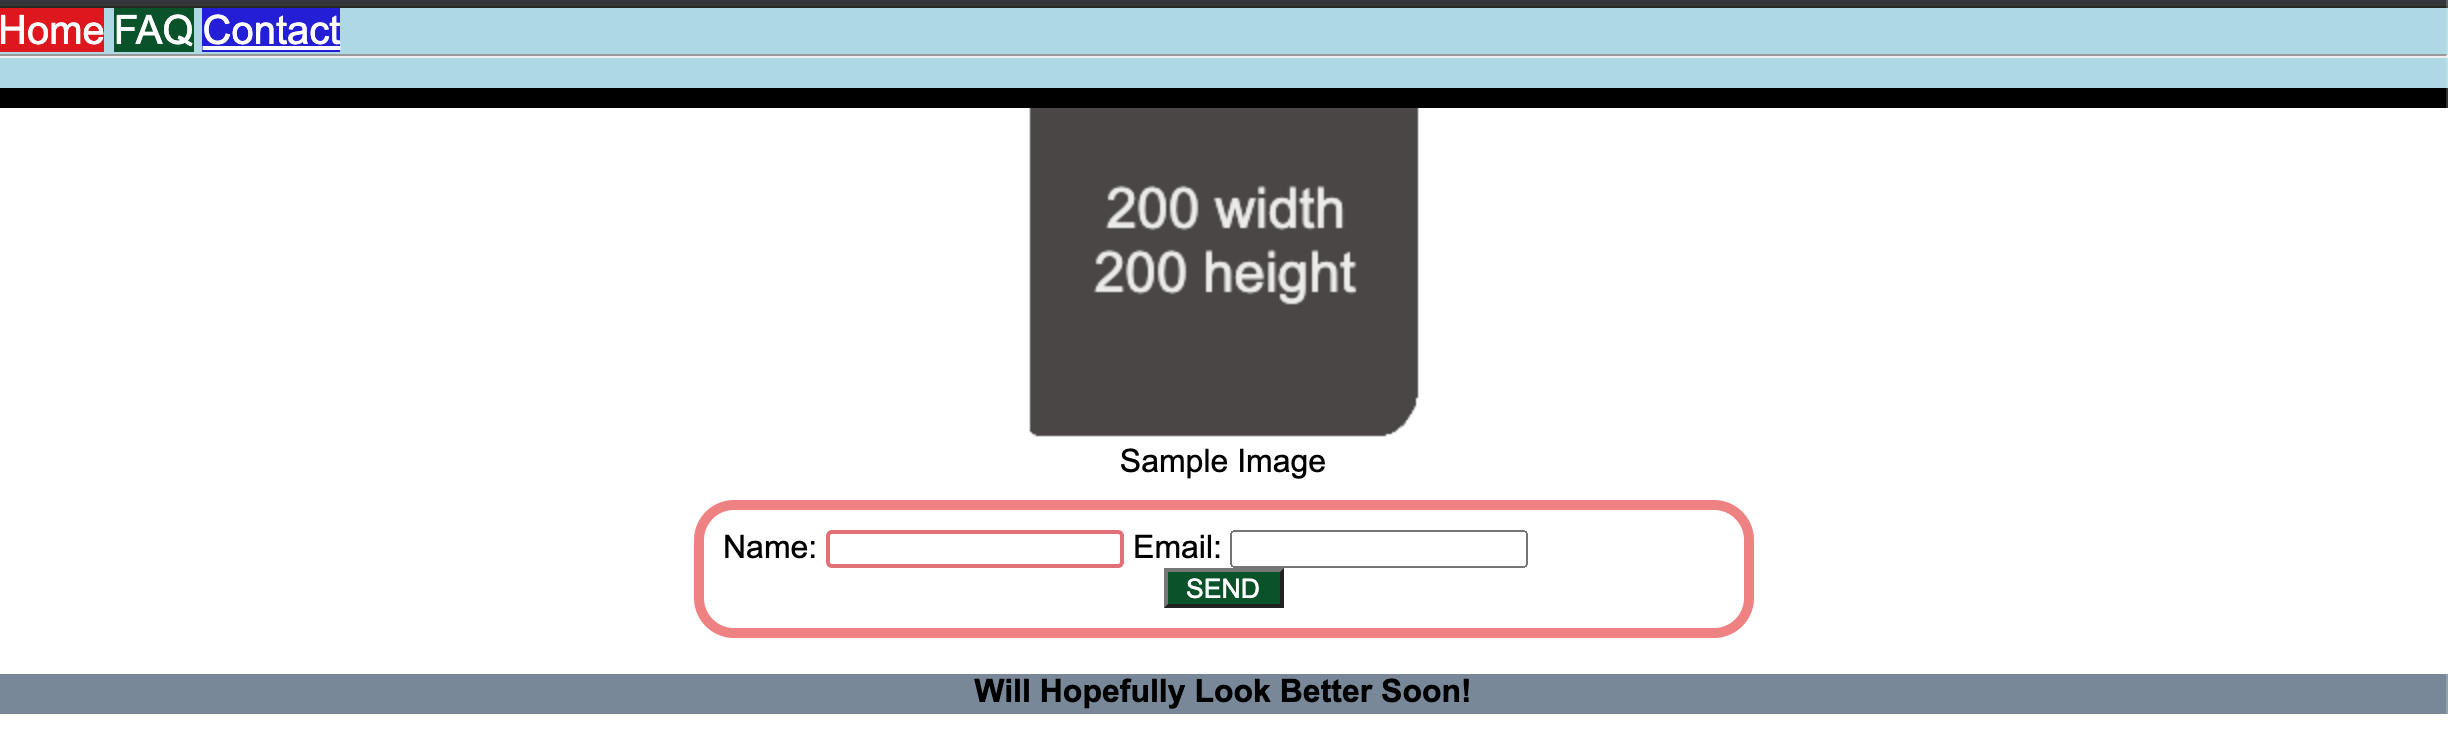 Home FAQ Contact
200 width
200 height
Sample Image
Name: Email:
SEND
Will Hopefully Look Better Soon!